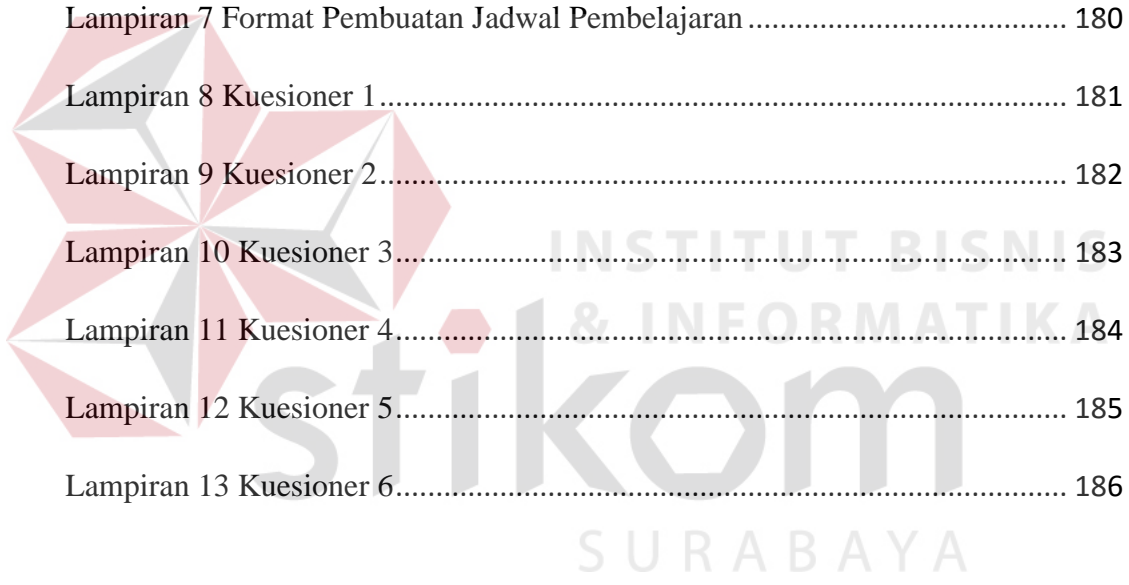 Lampiran 7 Format Pembuatan Jadwal Pembelajaran ........................................ 180
Lampiran 8 Kuesioner 1 ........................................ 181
Lampiran 9 Kuesioner 2 ........................................ 182
Lampiran 10 Kuesioner 3 ........................................ 183
Lampiran 11 Kuesioner 4 ........................................ 184
Lampiran 12 Kuesioner 5 ........................................ 185
Lampiran 13 Kuesioner 6 ........................................ 186
INSTITUT BISNIS
& INFORMATIKA
stikom
SURABAYA